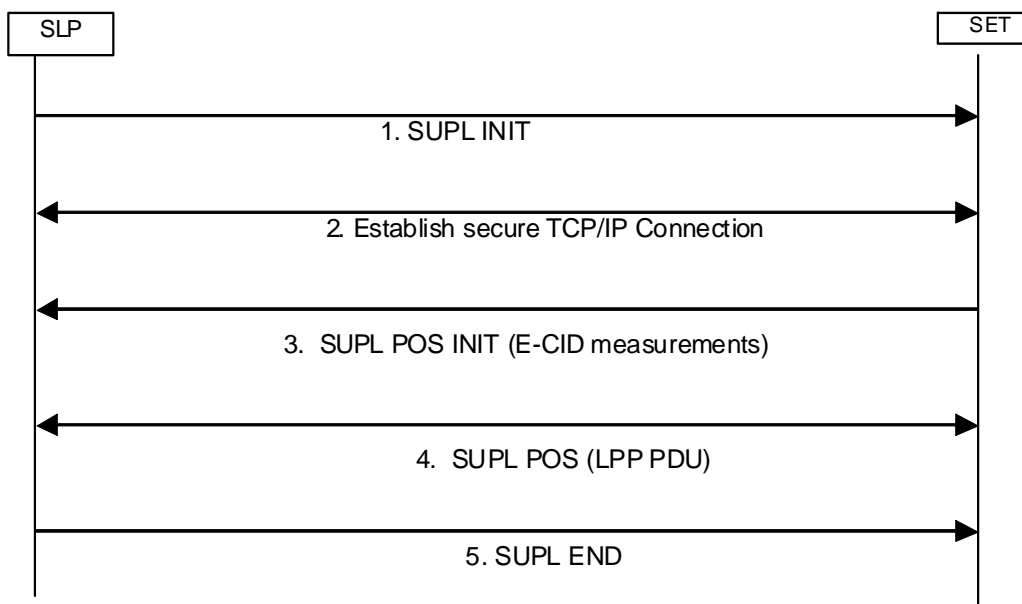 SLP
SET
1. SUPL INIT
2. Establish secure TCP/IP Connection
3. SUPL POS INIT (E-CID measurements)
4. SUPL POS (LPP PDU)
5. SUPL END